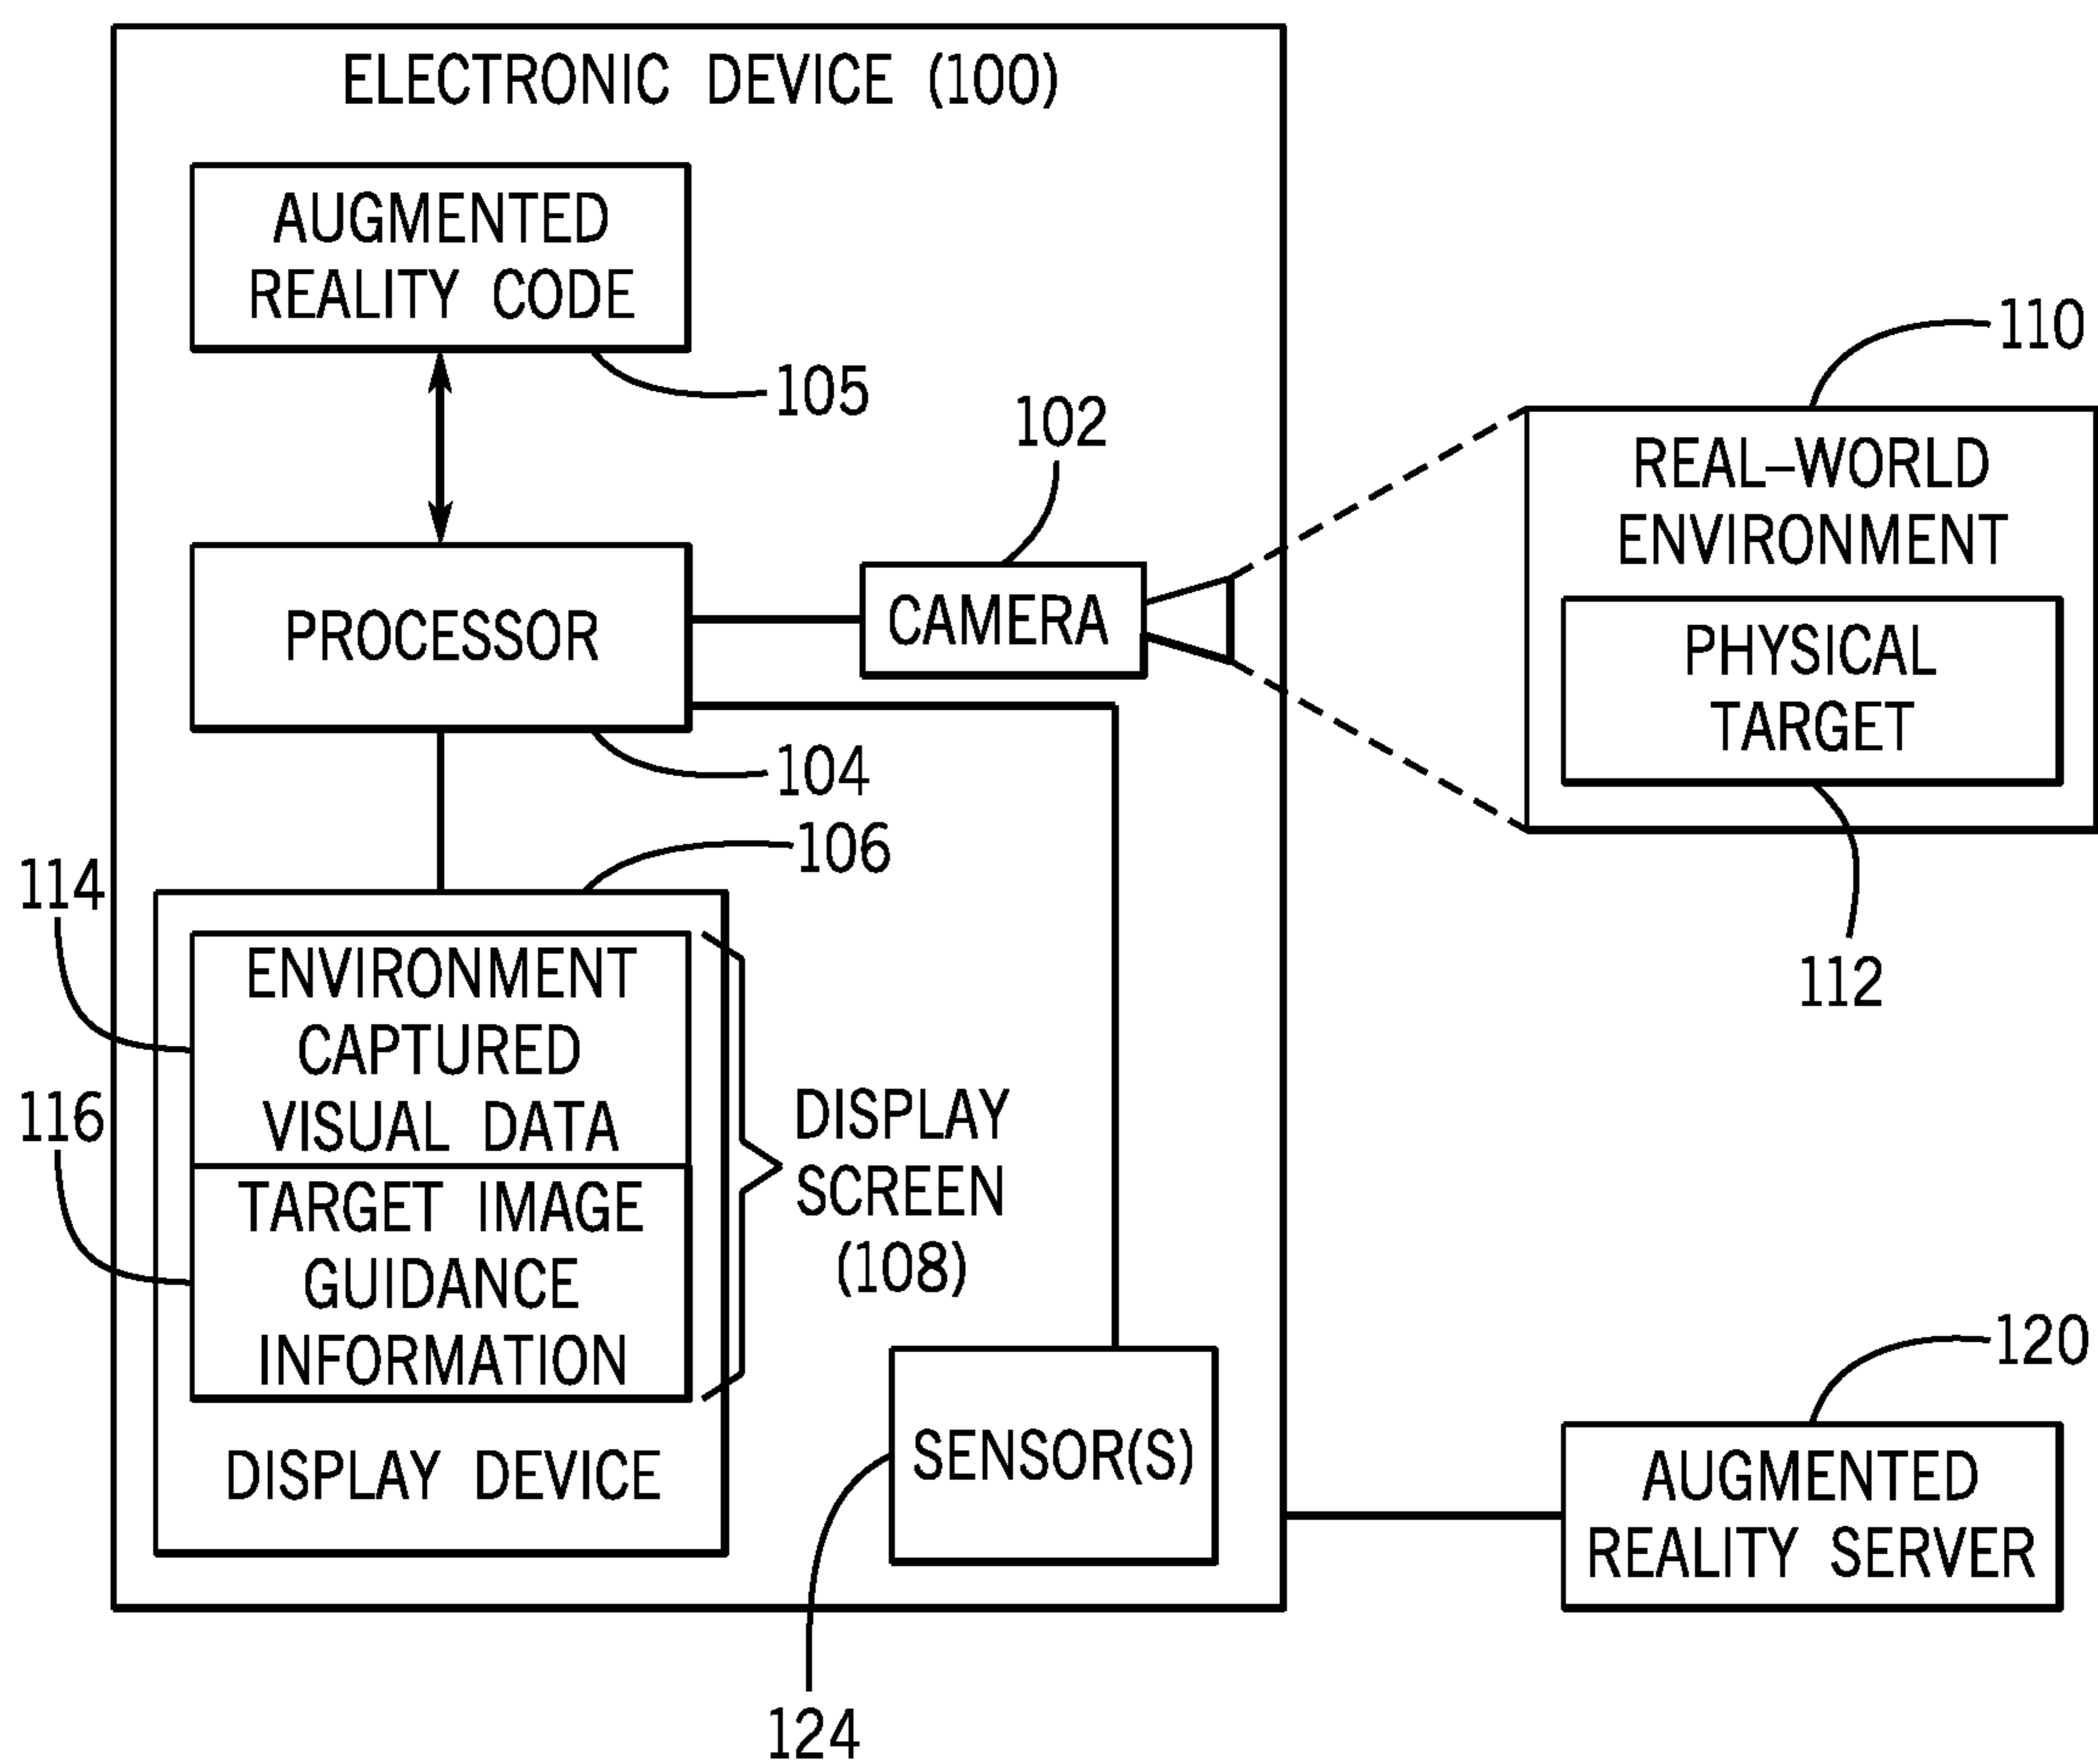 ELECTRONIC DEVICE (100)
AUGMENTED
REALITY CODE
105
102
110
REAL–WORLD
ENVIRONMENT
PROCESSOR
CAMERA
PHYSICAL
TARGET
104
106
114
112
ENVIRONMENT
CAPTURED
VISUAL DATA
116
TARGET IMAGE
GUIDANCE
INFORMATION
DISPLAY
SCREEN
(108)
DISPLAY DEVICE
SENSOR(S)
120
AUGMENTED
REALITY SERVER
124